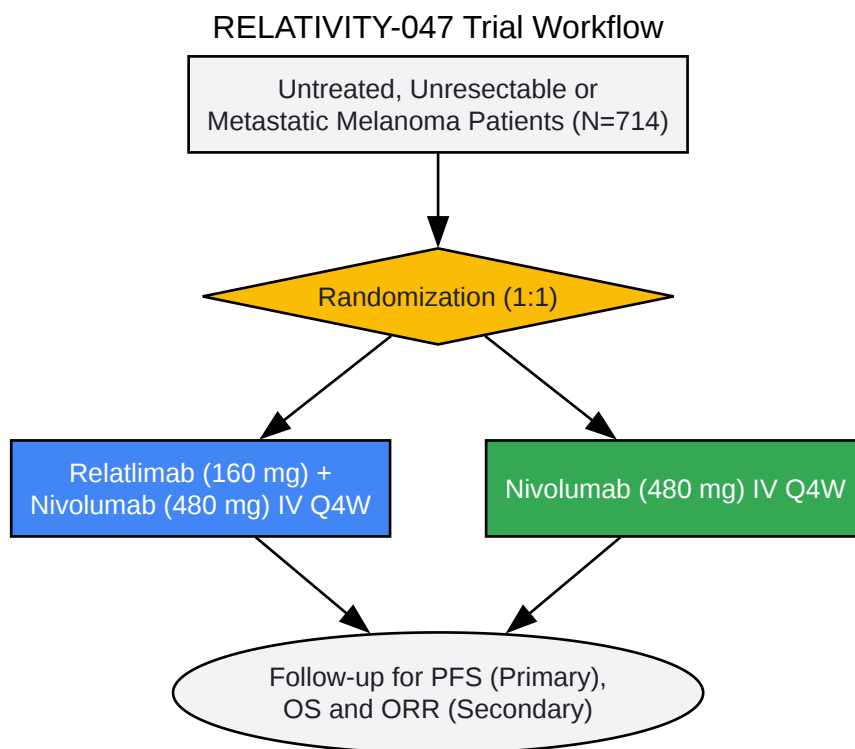 RELATIVITY-047 Trial Workflow
Untreated, Unresectable or
Metastatic Melanoma Patients (N=714)
Randomization (1:1)
Relatlimab (160 mg) +
Nivolumab (480 mg) IV Q4W
Nivolumab (480 mg) IV Q4W
Follow-up for PFS (Primary),
OS and ORR (Secondary)